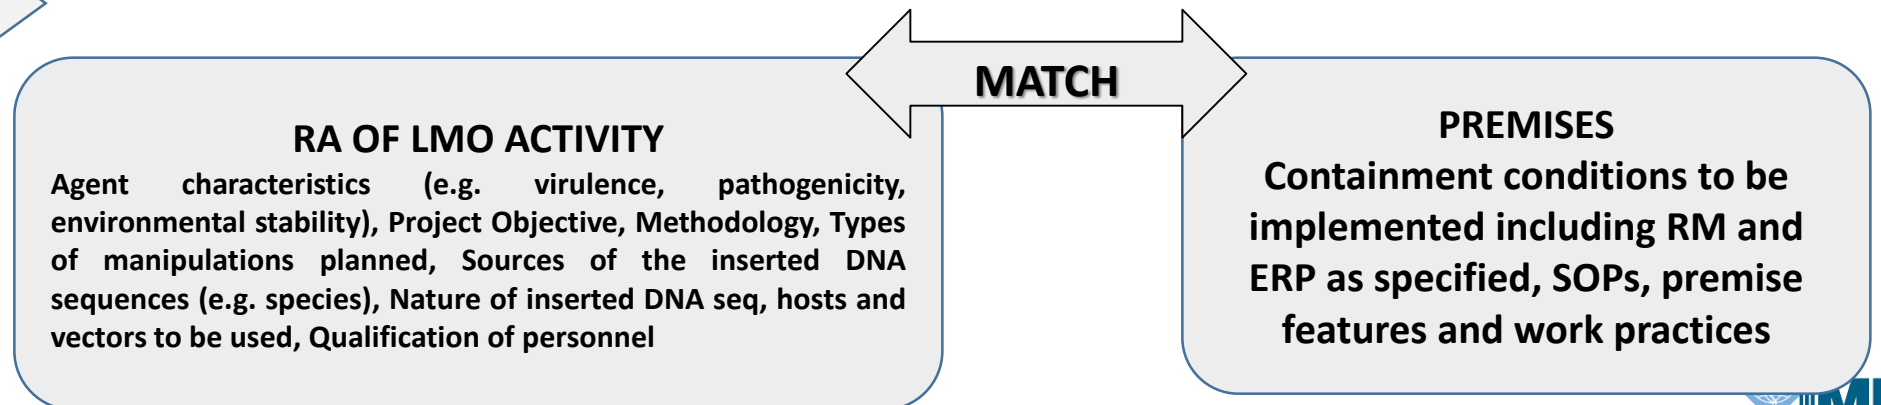 MATCH
RA OF LMO ACTIVITY
Agent characteristics (e.g. virulence, pathogenicity,
environmental stability), Project Objective, Methodology, Types
of manipulations planned, Sources of the inserted DNA
sequences (e.g. species), Nature of inserted DNA seq, hosts and
vectors to be used, Qualification of personnel
PREMISES
Containment conditions to be
implemented including RM and
ERP as specified, SOPs, premise
features and work practices